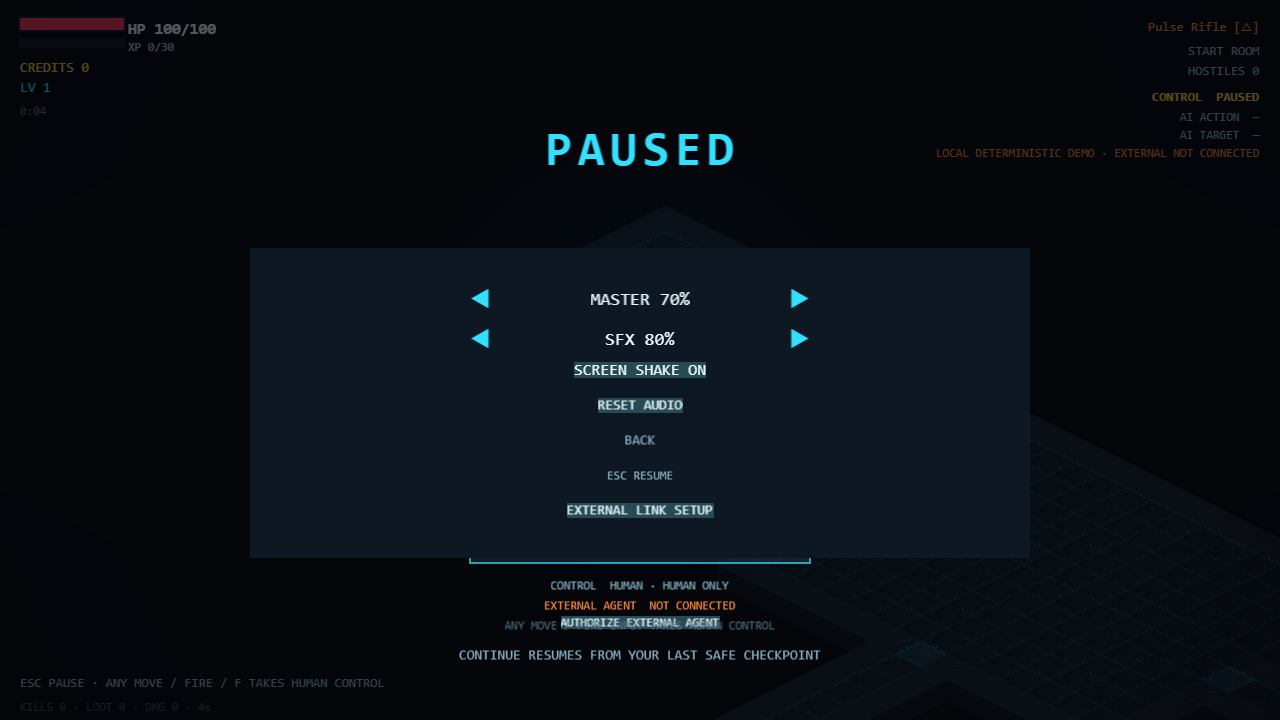 HP 100/100
XP 0/30
CREDITS 0
LV 1
0:04
Pulse Rifle [△]
START ROOM
HOSTILES 0
CONTROL PAUSED
AI ACTION —
AI TARGET —
LOCAL DETERMINISTIC DEMO · EXTERNAL NOT CONNECTED
PAUSED
MASTER 70%
SFX 80%
SCREEN SHAKE ON
RESET AUDIO
BACK
ESC RESUME
EXTERNAL LINK SETUP
CONTROL HUMAN · HUMAN ONLY
EXTERNAL AGENT NOT CONNECTED
AUTHORIZE EXTERNAL AGENT
ANY MOVE CONTROL
CONTINUE RESUMES FROM YOUR LAST SAFE CHECKPOINT
ESC PAUSE · ANY MOVE / FIRE / F TAKES HUMAN CONTROL
KILLS 0 · LOOT 0 · DMG 0 · 4s